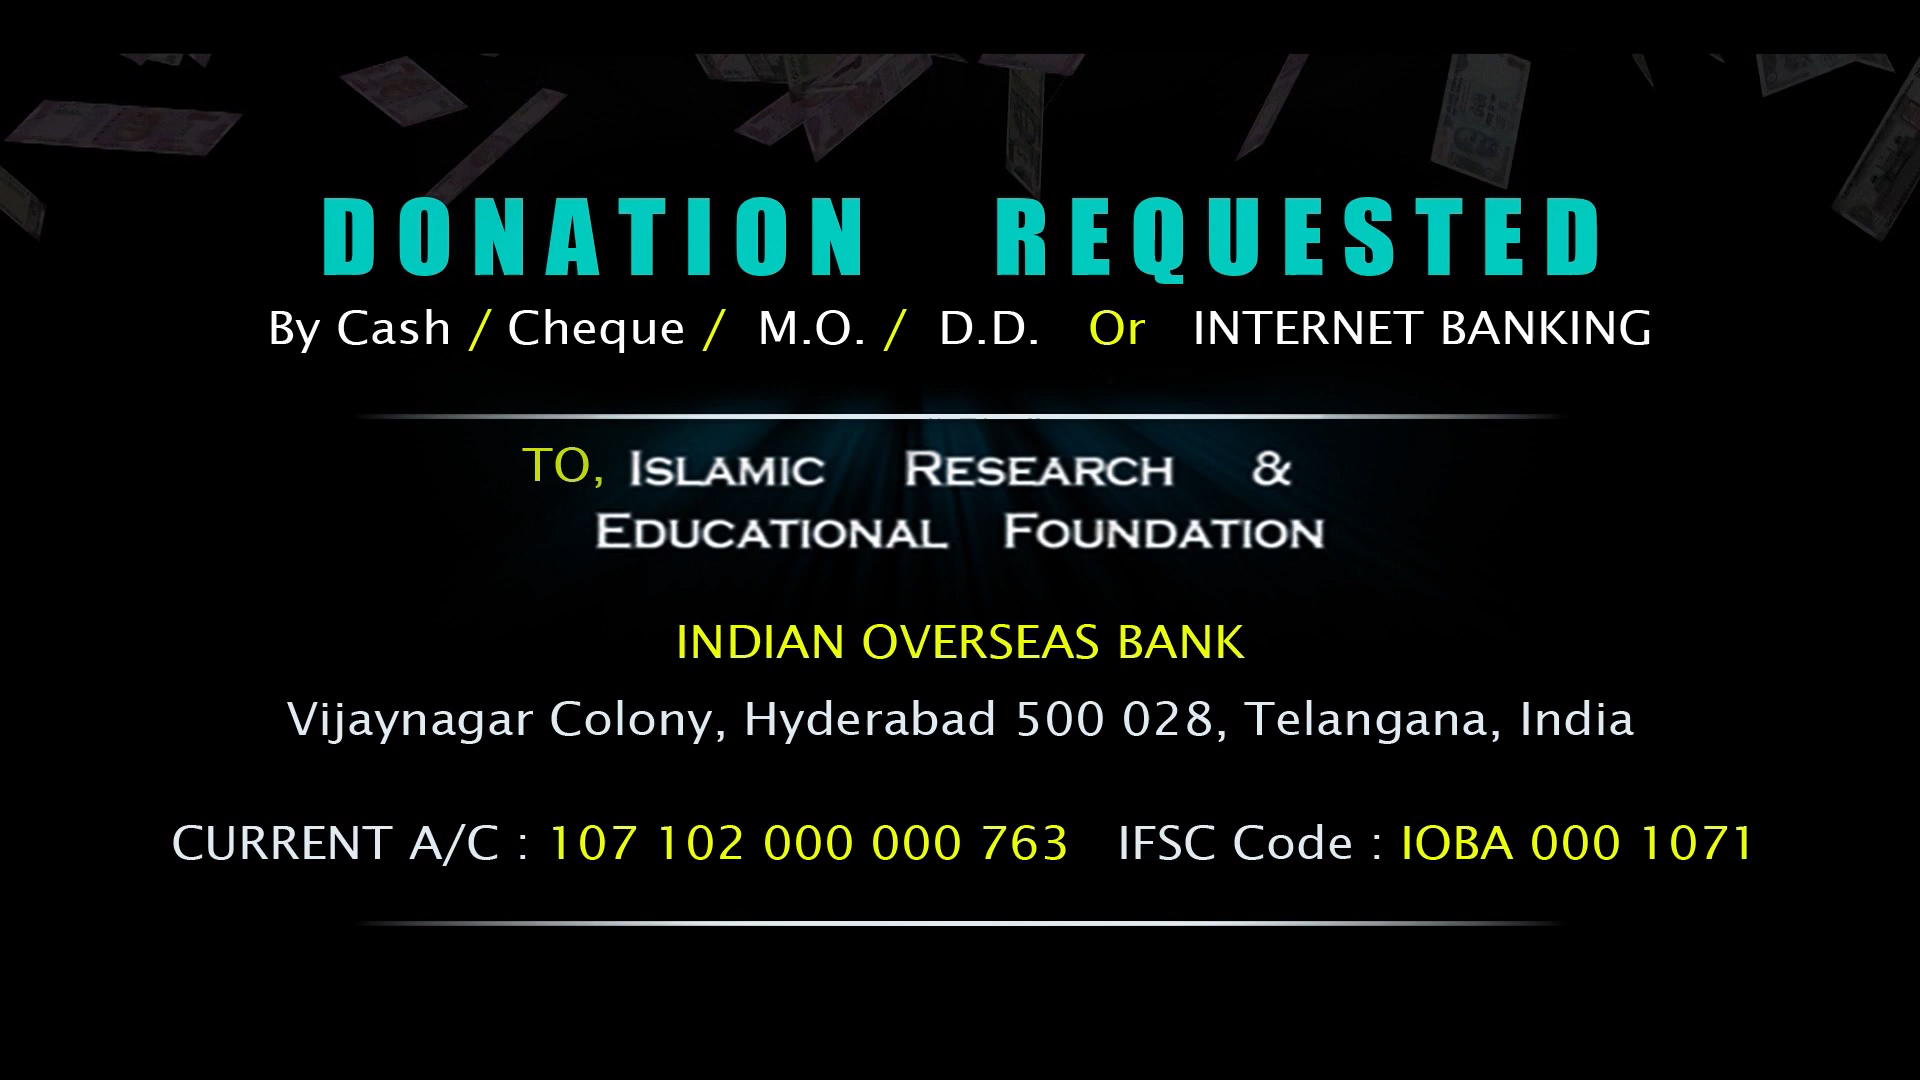 DONATION REQUESTED
By Cash / Cheque / M.O. / D.D. Or INTERNET BANKING
TO, ISLAMIC RESEARCH &
EDUCATIONAL FOUNDATION
INDIAN OVERSEAS BANK
Vijaynagar Colony, Hyderabad 500 028, Telangana, India
CURRENT A/C : 107 102 000 000 763 IFSC Code : IOBA 000 1071